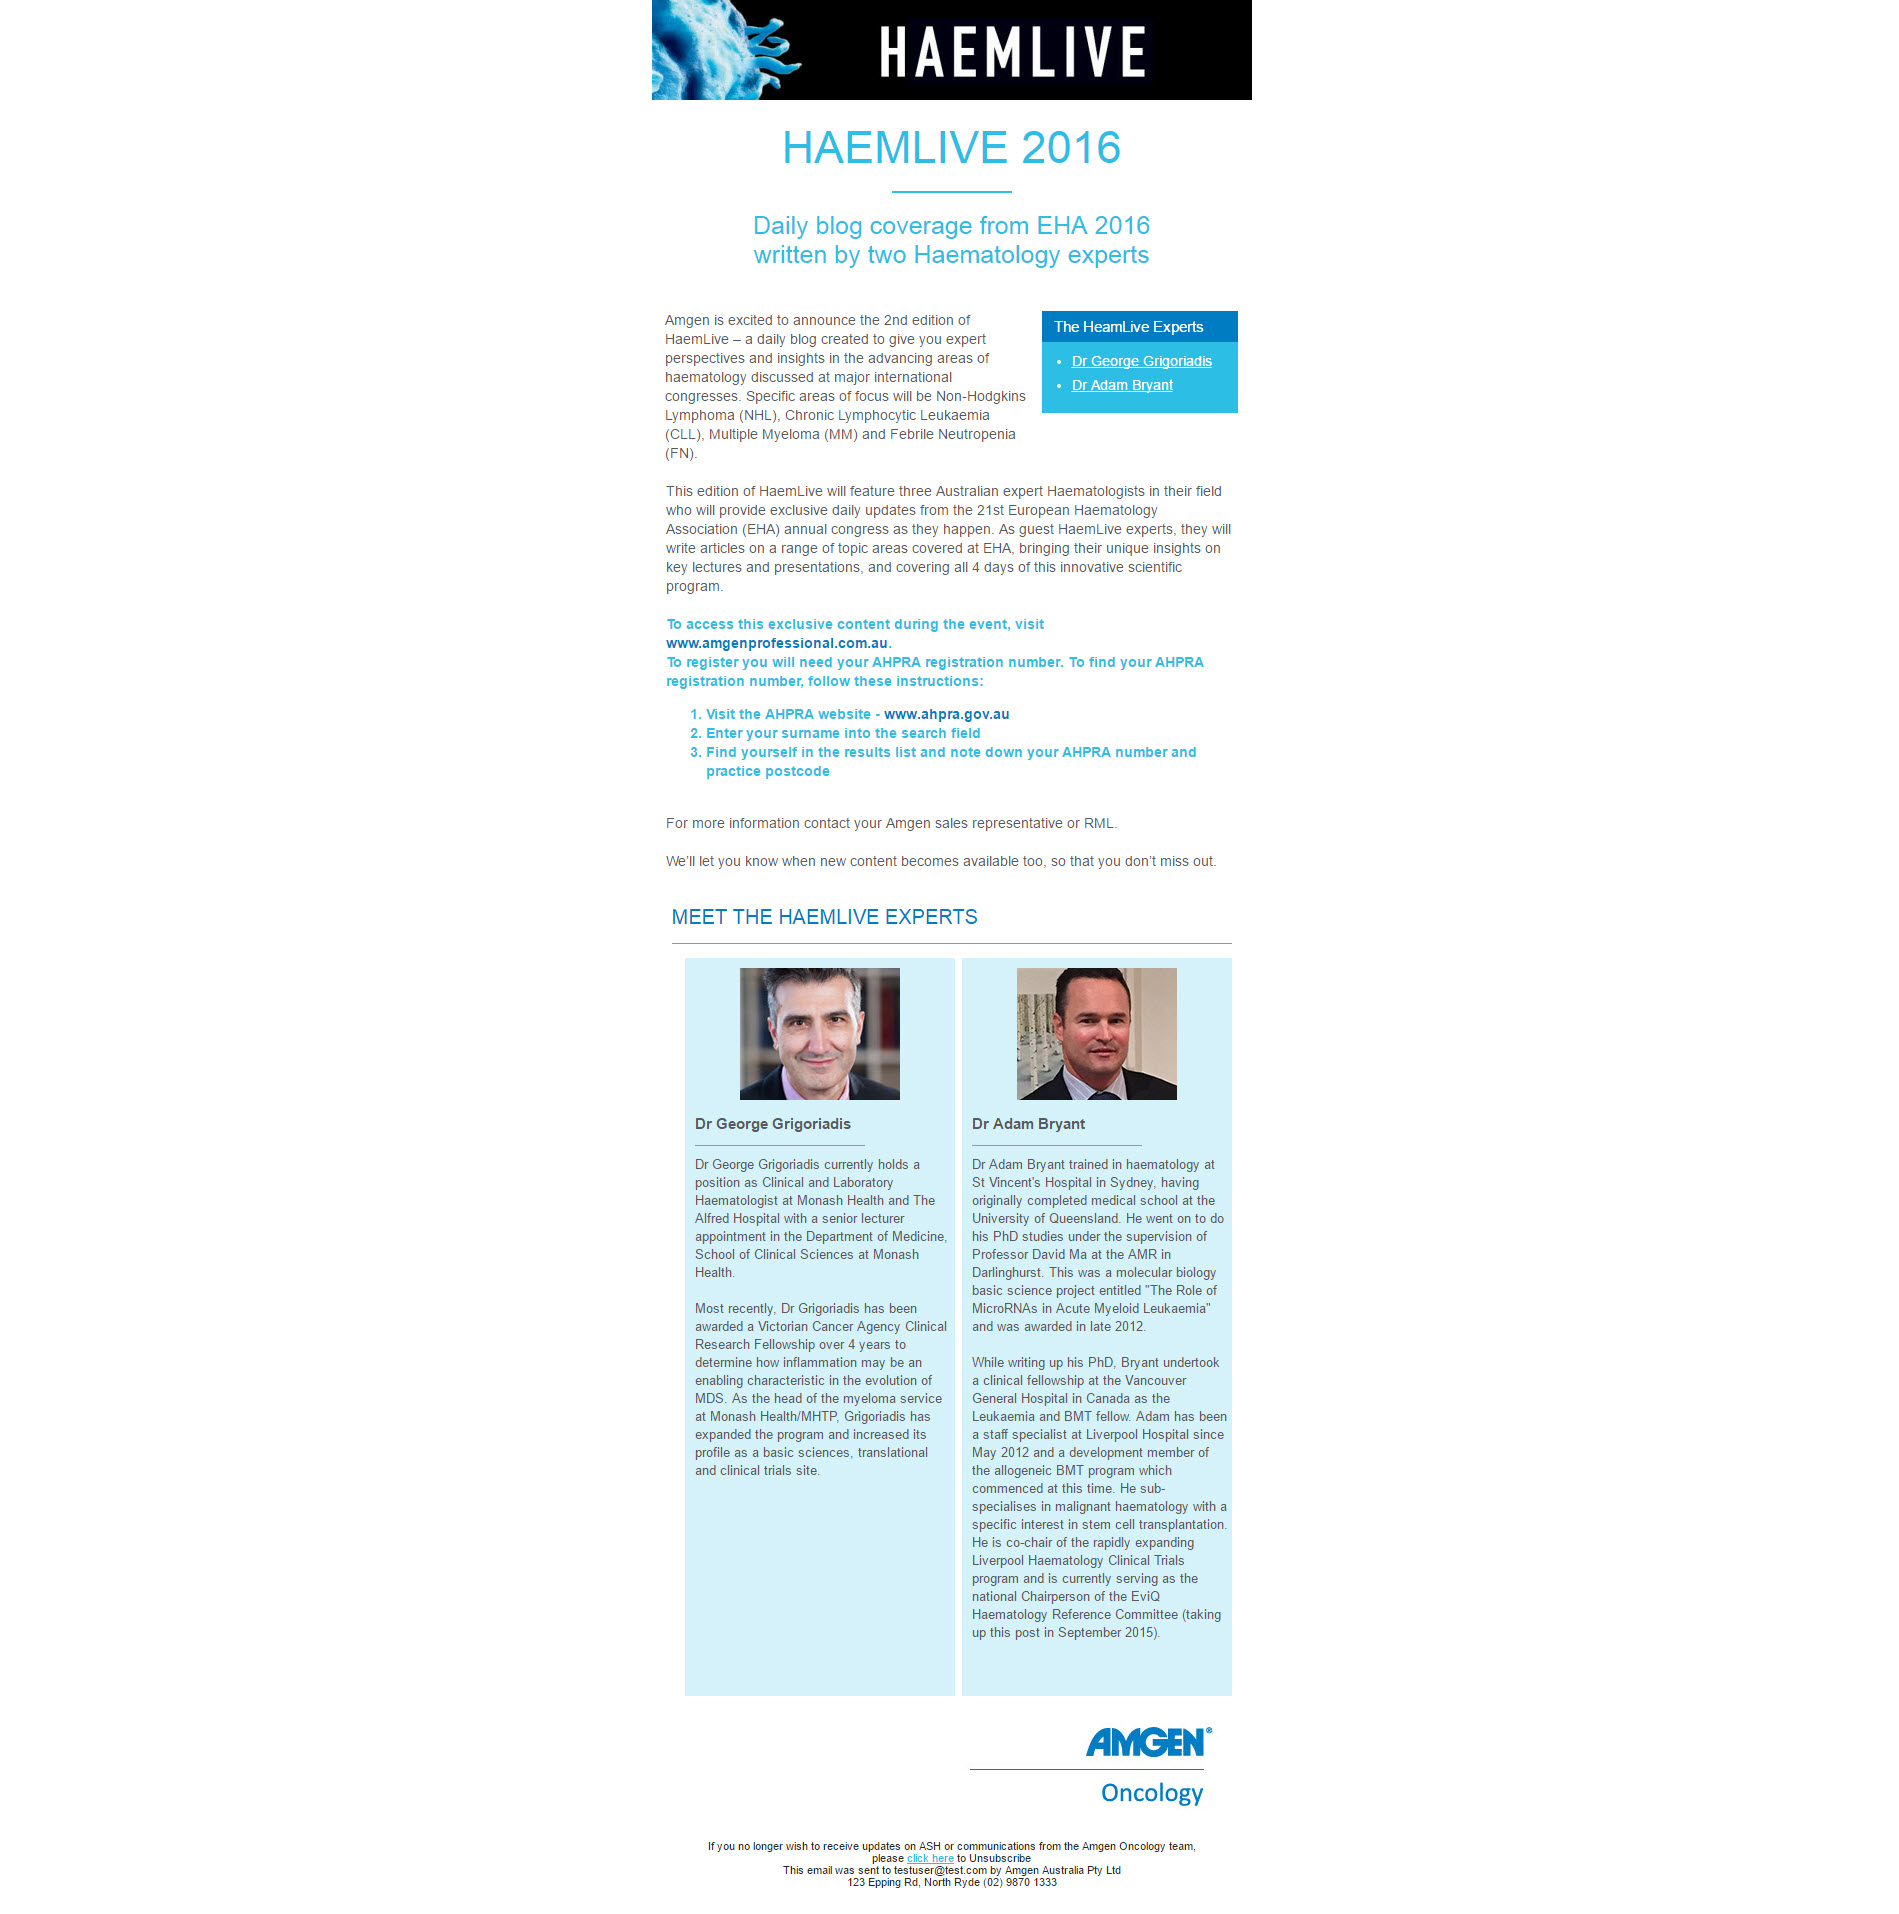 HAEMLIVE
HAEMLIVE 2016
Daily blog coverage from EHA 2016
written by two Haematology experts
Amgen is excited to announce the 2nd edition of
HaemLive – a daily blog created to give you expert
perspectives and insights in the advancing areas of
haematology discussed at major international
congresses. Specific areas of focus will be Non-Hodgkins
Lymphoma (NHL), Chronic Lymphocytic Leukaemia
(CLL), Multiple Myeloma (MM) and Febrile Neutropenia
(FN).
The HeamLive Experts
• Dr George Grigoriadis
• Dr Adam Bryant
This edition of HaemLive will feature three Australian expert Haematologists in their field
who will provide exclusive daily updates from the 21st European Haematology
Association (EHA) annual congress as they happen. As guest HaemLive experts, they will
write articles on a range of topic areas covered at EHA, bringing their unique insights on
key lectures and presentations, and covering all 4 days of this innovative scientific
program.
To access this exclusive content during the event, visit
www.amgenprofessional.com.au.
To register you will need your AHPRA registration number. To find your AHPRA
registration number, follow these instructions:
1. Visit the AHPRA website - www.ahpra.gov.au
2. Enter your surname into the search field
3. Find yourself in the results list and note down your AHPRA number and
practice postcode
For more information contact your Amgen sales representative or RML.
We’ll let you know when new content becomes available too, so that you don’t miss out.
MEET THE HAEMLIVE EXPERTS
Dr George Grigoriadis
Dr George Grigoriadis currently holds a
position as Clinical and Laboratory
Haematologist at Monash Health and The
Alfred Hospital with a senior lecturer
appointment in the Department of Medicine,
School of Clinical Sciences at Monash
Health.
Most recently, Dr Grigoriadis has been
awarded a Victorian Cancer Agency Clinical
Research Fellowship over 4 years to
determine how inflammation may be an
enabling characteristic in the evolution of
MDS. As the head of the myeloma service
at Monash Health/MHTP, Grigoriadis has
expanded the program and increased its
profile as a basic sciences, translational
and clinical trials site.
Dr Adam Bryant
Dr Adam Bryant trained in haematology at
St Vincent's Hospital in Sydney, having
originally completed medical school at the
University of Queensland. He went on to do
his PhD studies under the supervision of
Professor David Ma at the AMR in
Darlinghurst. This was a molecular biology
basic science project entitled "The Role of
MicroRNAs in Acute Myeloid Leukaemia"
and was awarded in late 2012.
While writing up his PhD, Bryant undertook
a clinical fellowship at the Vancouver
General Hospital in Canada as the
Leukaemia and BMT fellow. Adam has been
a staff specialist at Liverpool Hospital since
May 2012 and a development member of
the allogeneic BMT program which
commenced at this time. He sub-
specialises in malignant haematology with a
specific interest in stem cell transplantation.
He is co-chair of the rapidly expanding
Liverpool Haematology Clinical Trials
program and is currently serving as the
national Chairperson of the EviQ
Haematology Reference Committee (taking
up this post in September 2015).
AMGEN®
Oncology
If you no longer wish to receive updates on ASH or communications from the Amgen Oncology team,
please click here to Unsubscribe
This email was sent to testuser@test.com by Amgen Australia Pty Ltd
123 Epping Rd, North Ryde (02) 9870 1333